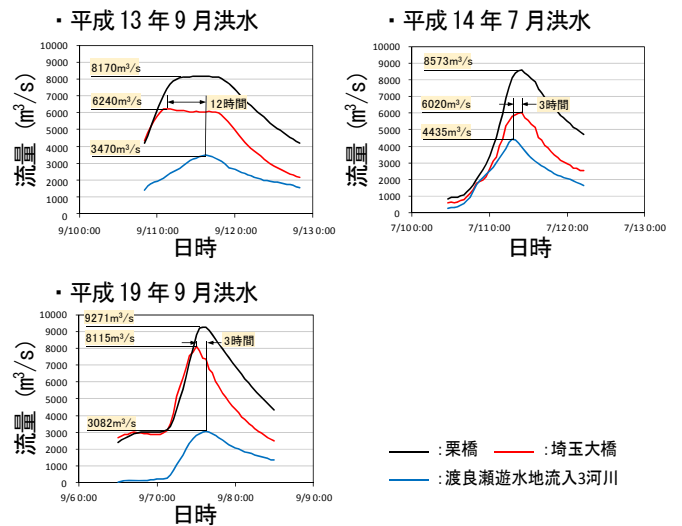 ・平成 13 年 9 月洪水
流量 (m³/s)
10000
9000
8000
7000
6000
5000
4000
3000
2000
1000
0
8170m³/s
6240m³/s
12時間
3470m³/s
9/10 0:00
9/11 0:00
9/12 0:00
9/13 0:00
日時
・平成 14 年 7 月洪水
流量 (m³/s)
10000
9000
8000
7000
6000
5000
4000
3000
2000
1000
0
8573m³/s
6020m³/s
3時間
4435m³/s
7/10 0:00
7/11 0:00
7/12 0:00
7/13 0:00
日時
・平成 19 年 9 月洪水
流量 (m³/s)
10000
9000
8000
7000
6000
5000
4000
3000
2000
1000
0
9271m³/s
8115m³/s
3時間
3082m³/s
9/6 0:00
9/7 0:00
9/8 0:00
9/9 0:00
日時
：栗橋 ：埼玉大橋
：渡良瀬遊水地流入3河川